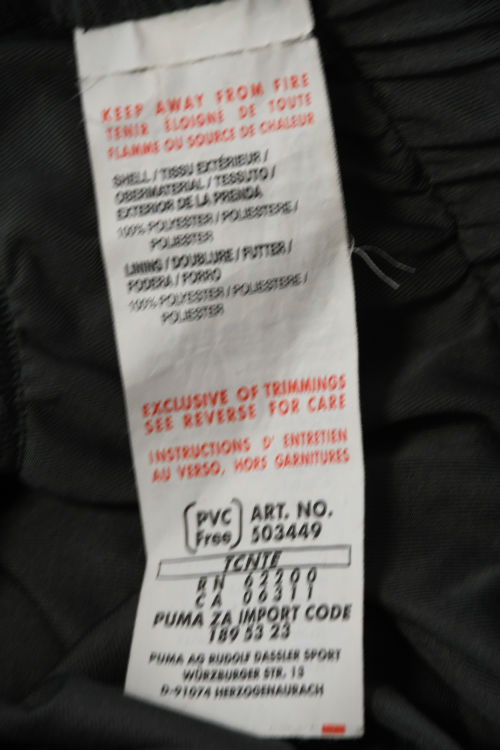 KEEP AWAY FROM FIRE
TENIR ÉLOIGNE DE TOUTE
FLAMME OU SOURCE DE CHALEUR
SHELL / TISSU EXTÉRIEUR /
OBERMATERIAL / TESSUTO /
EXTERIOR DE LA PRENDA
100% POLYESTER / POLIESTERE /
POLIESTER
LINING / DOUBLURE / FUTTER /
FODERA / FORRO
100% POLYESTER / POLIESTERE /
POLIESTER
EXCLUSIVE OF TRIMMINGS
SEE REVERSE FOR CARE
INSTRUCTIONS D' ENTRETIEN
AU VERSO, HORS GARNITURES
PVC Free ART. NO.
503449
TCNTE
RN 62200
CA 06311
PUMA ZA IMPORT CODE
189 53 23
PUMA AG RUDOLF DASSLER SPORT
WÜRZBURGER STR. 13
D-91074 HERZOGENAURACH